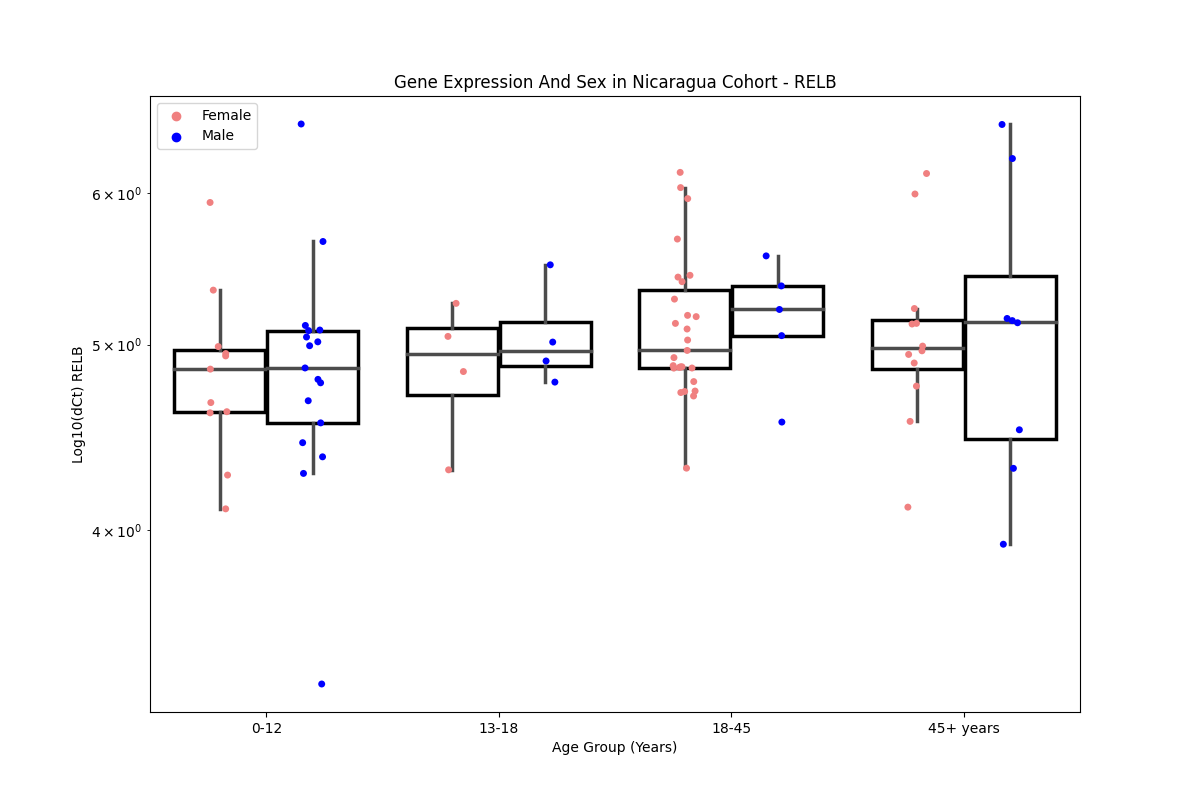 Gene Expression And Sex in Nicaragua Cohort - RELB
Female
Male
6 × 10⁰
5 × 10⁰
4 × 10⁰
Log10(dCt) RELB
0-12 13-18 18-45 45+ years
Age Group (Years)